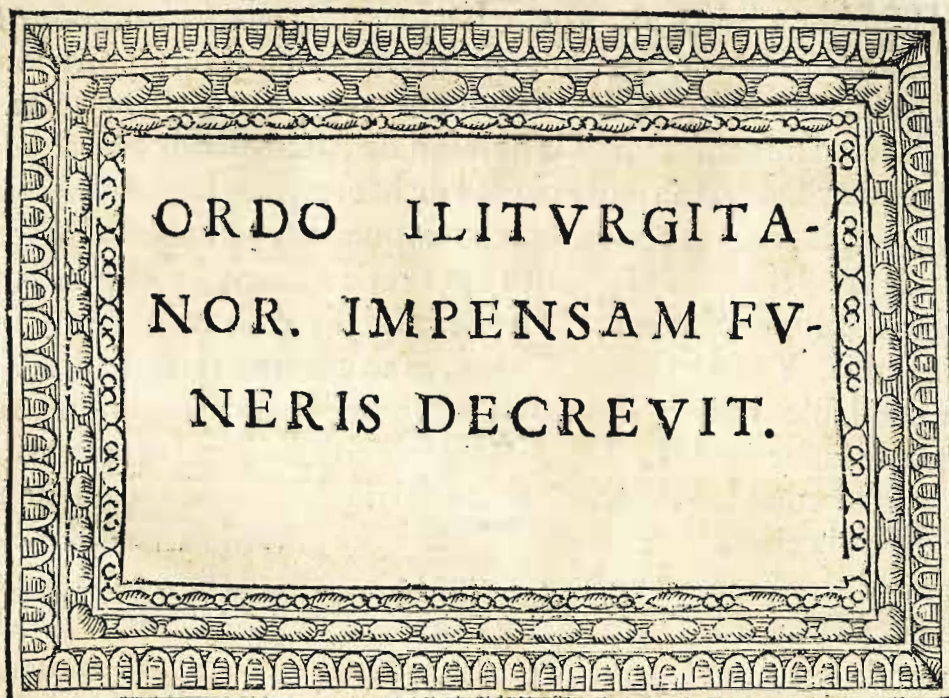 ORDO ILITVRGITA-
NOR. IMPENSAM FV-
NERIS DECREVIT.